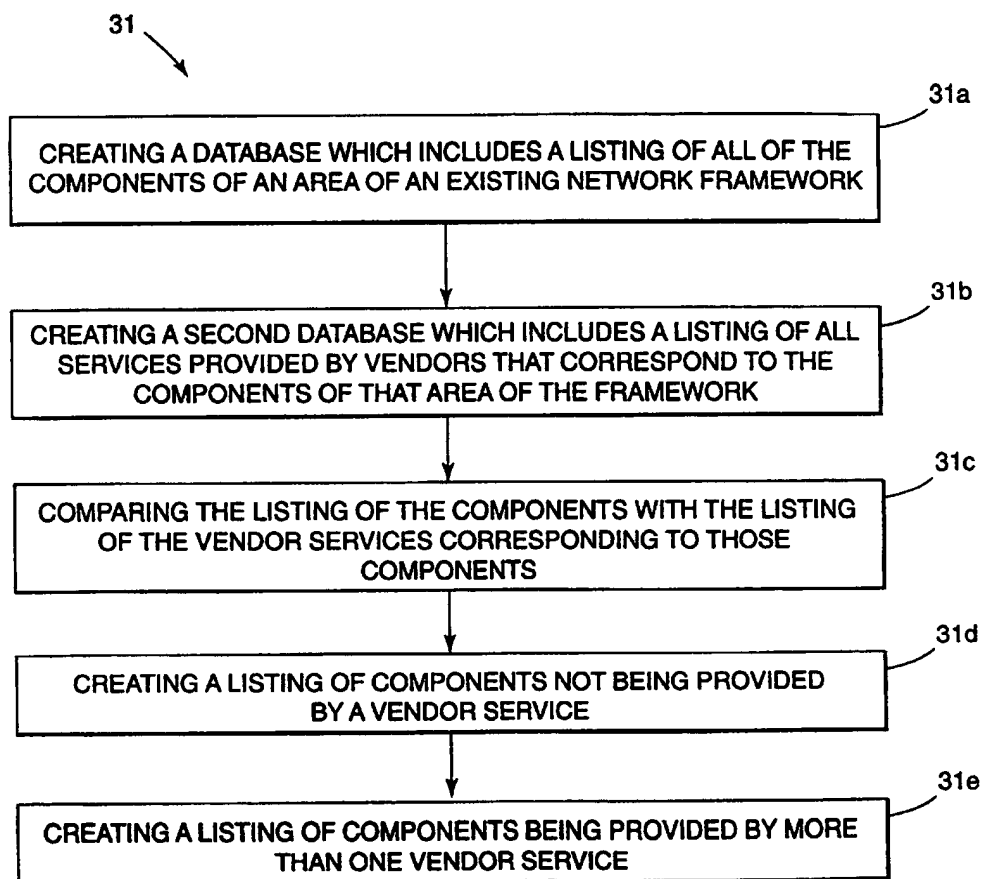 31
31a
CREATING A DATABASE WHICH INCLUDES A LISTING OF ALL OF THE
COMPONENTS OF AN AREA OF AN EXISTING NETWORK FRAMEWORK
31b
CREATING A SECOND DATABASE WHICH INCLUDES A LISTING OF ALL
SERVICES PROVIDED BY VENDORS THAT CORRESPOND TO THE
COMPONENTS OF THAT AREA OF THE FRAMEWORK
31c
COMPARING THE LISTING OF THE COMPONENTS WITH THE LISTING
OF THE VENDOR SERVICES CORRESPONDING TO THOSE
COMPONENTS
31d
CREATING A LISTING OF COMPONENTS NOT BEING PROVIDED
BY A VENDOR SERVICE
31e
CREATING A LISTING OF COMPONENTS BEING PROVIDED BY MORE
THAN ONE VENDOR SERVICE